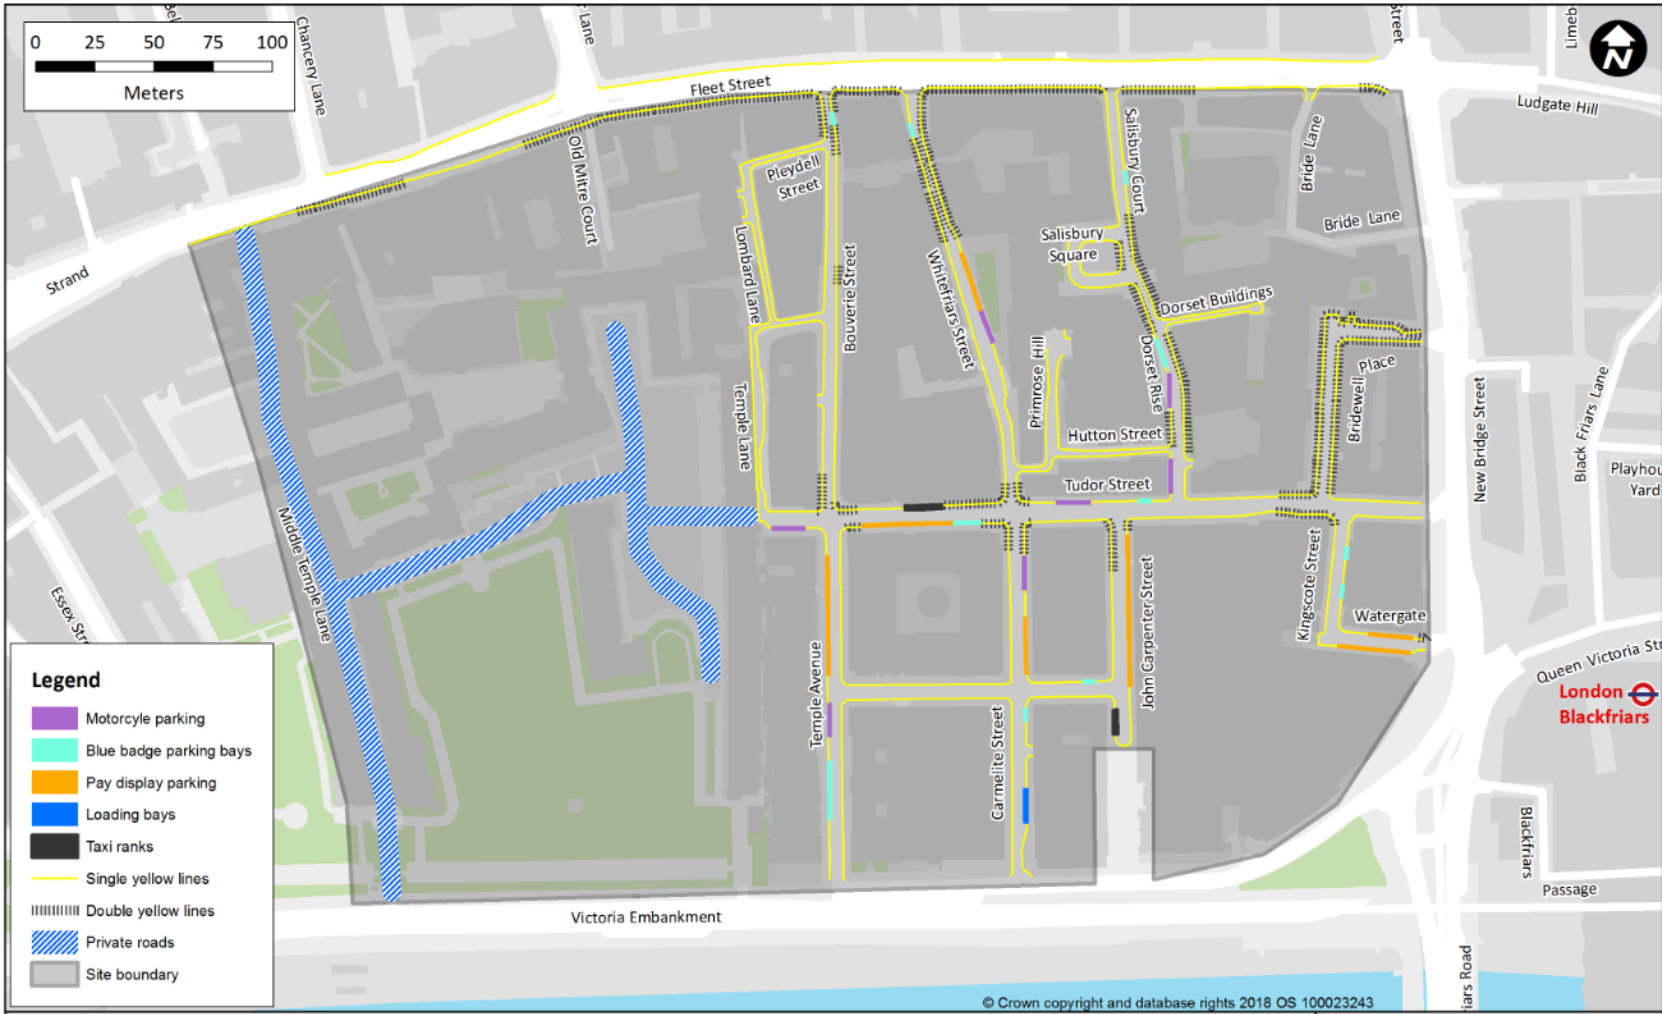 0 25 50 75 100
Meters
Chancery Lane
Lane
Street
Fleet Street
Ludgate Hill
N
Strand
Old Mitre Court
Pleydell
Street
Lombard Lane
Bouverie Street
Whitefriars Street
Salisbury Court
Salisbury
Square
Bride Lane
Bride Lane
Dorset Buildings
Dorset Rise
Primrose Hill
Hutton Street
Tudor Street
Temple Lane
Bridewell
Place
New Bridge Street
Black Friars Lane
Playhou
Yard
Middle Temple Lane
Essex Str
Temple Avenue
Carmelite Street
John Carpenter Street
Kingscote Street
Watergate
Queen Victoria Str
London
Blackfriars
Blackfriars
Passage
Victoria Embankment
iars Road
Legend
Motorcyle parking
Blue badge parking bays
Pay display parking
Loading bays
Taxi ranks
Single yellow lines
Double yellow lines
Private roads
Site boundary
© Crown copyright and database rights 2018 OS 100023243